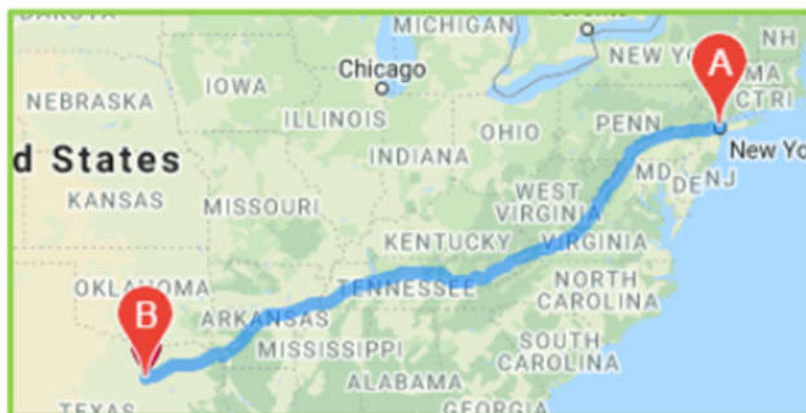 MICHIGAN
NH
NEW YO
A
MA
Chicago
IOWA
CTRI
NEBRASKA
ILLINOIS
OHIO
PENN
New Yo
INDIANA
d States
MD
DE
NJ
KANSAS
MISSOURI
WEST
VIRGINIA
KENTUCKY
VIRGINIA
OKLAHOMA
TENNESSEE
NORTH
CAROLINA
B
ARKANSAS
MISSISSIPPI
SOUTH
CAROLINA
ALABAMA
TEXAS
GEORGIA